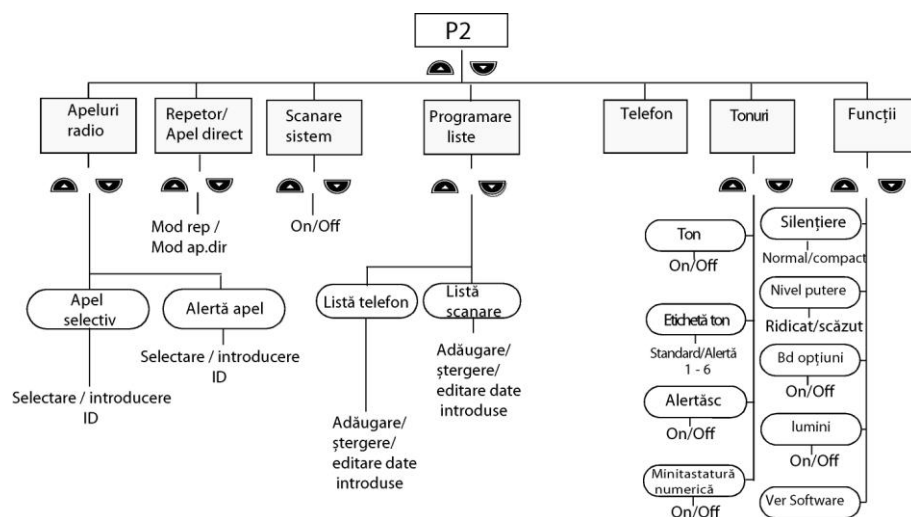 P2
Apeluri
radio
Repetor/
Apel direct
Scanare
sistem
Programare
liste
Telefon
Tonuri
Funcții
Mod rep /
Mod ap.dir
On/Off
Apel
selectiv
Selectare / introducere
ID
Alertă apel
Selectare / introducere
ID
Listă telefon
Adăugare/
ștergere/
editare date
introduse
Listă
scanare
Adăugare/
ștergere/
editare date
introduse
Ton
On/Off
Etichetă ton
Standard/Alertă
1 - 6
Alertăsc
On/Off
Minitastatură
numerică
On/Off
Silențiere
Normal/compact
Nivel putere
Ridicat/scăzut
Bd opțiuni
On/Off
lumini
On/Off
Ver Software